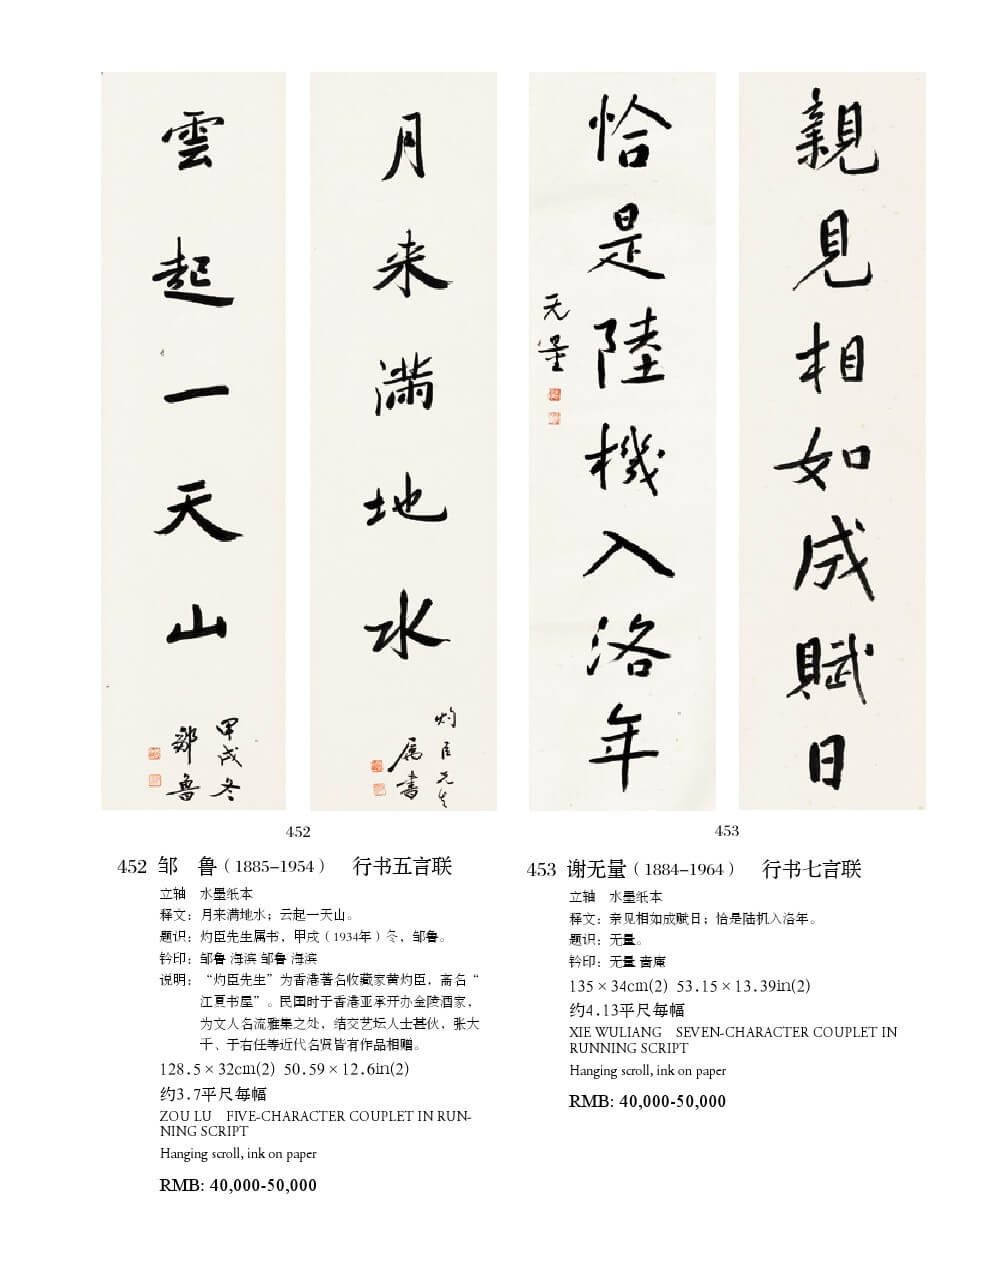 親見相如成賦日
恰是陸機入洛年
无量
月来满地水
灼臣先生
属書
雲起一天山
甲戌冬
鄒魯
452
453
452 邹 鲁（1885-1954） 行书五言联
立轴 水墨纸本
释文：月来满地水；云起一天山。
题识：灼臣先生属书，甲戌（1934年）冬，邹鲁。
钤印：邹鲁 海滨 邹鲁 海滨
说明：“灼臣先生”为香港著名收藏家黄灼臣，斋名“
江夏书屋”。民国时于香港亚承开办金陵酒家，
为文人名流雅集之处，结交艺坛人士甚伙，张大
千、于右任等近代名贤皆有作品相赠。
128.5×32cm(2) 50.59×12.6in(2)
约3.7平尺每幅
ZOU LU FIVE-CHARACTER COUPLET IN RUN-
NING SCRIPT
Hanging scroll, ink on paper
RMB: 40,000-50,000
453 谢无量（1884-1964） 行书七言联
立轴 水墨纸本
释文：亲见相如成赋日；恰是陆机入洛年。
题识：无量。
钤印：无量 啬庵
135×34cm(2) 53.15×13.39in(2)
约4.13平尺每幅
XIE WULIANG SEVEN-CHARACTER COUPLET IN
RUNNING SCRIPT
Hanging scroll, ink on paper
RMB: 40,000-50,000